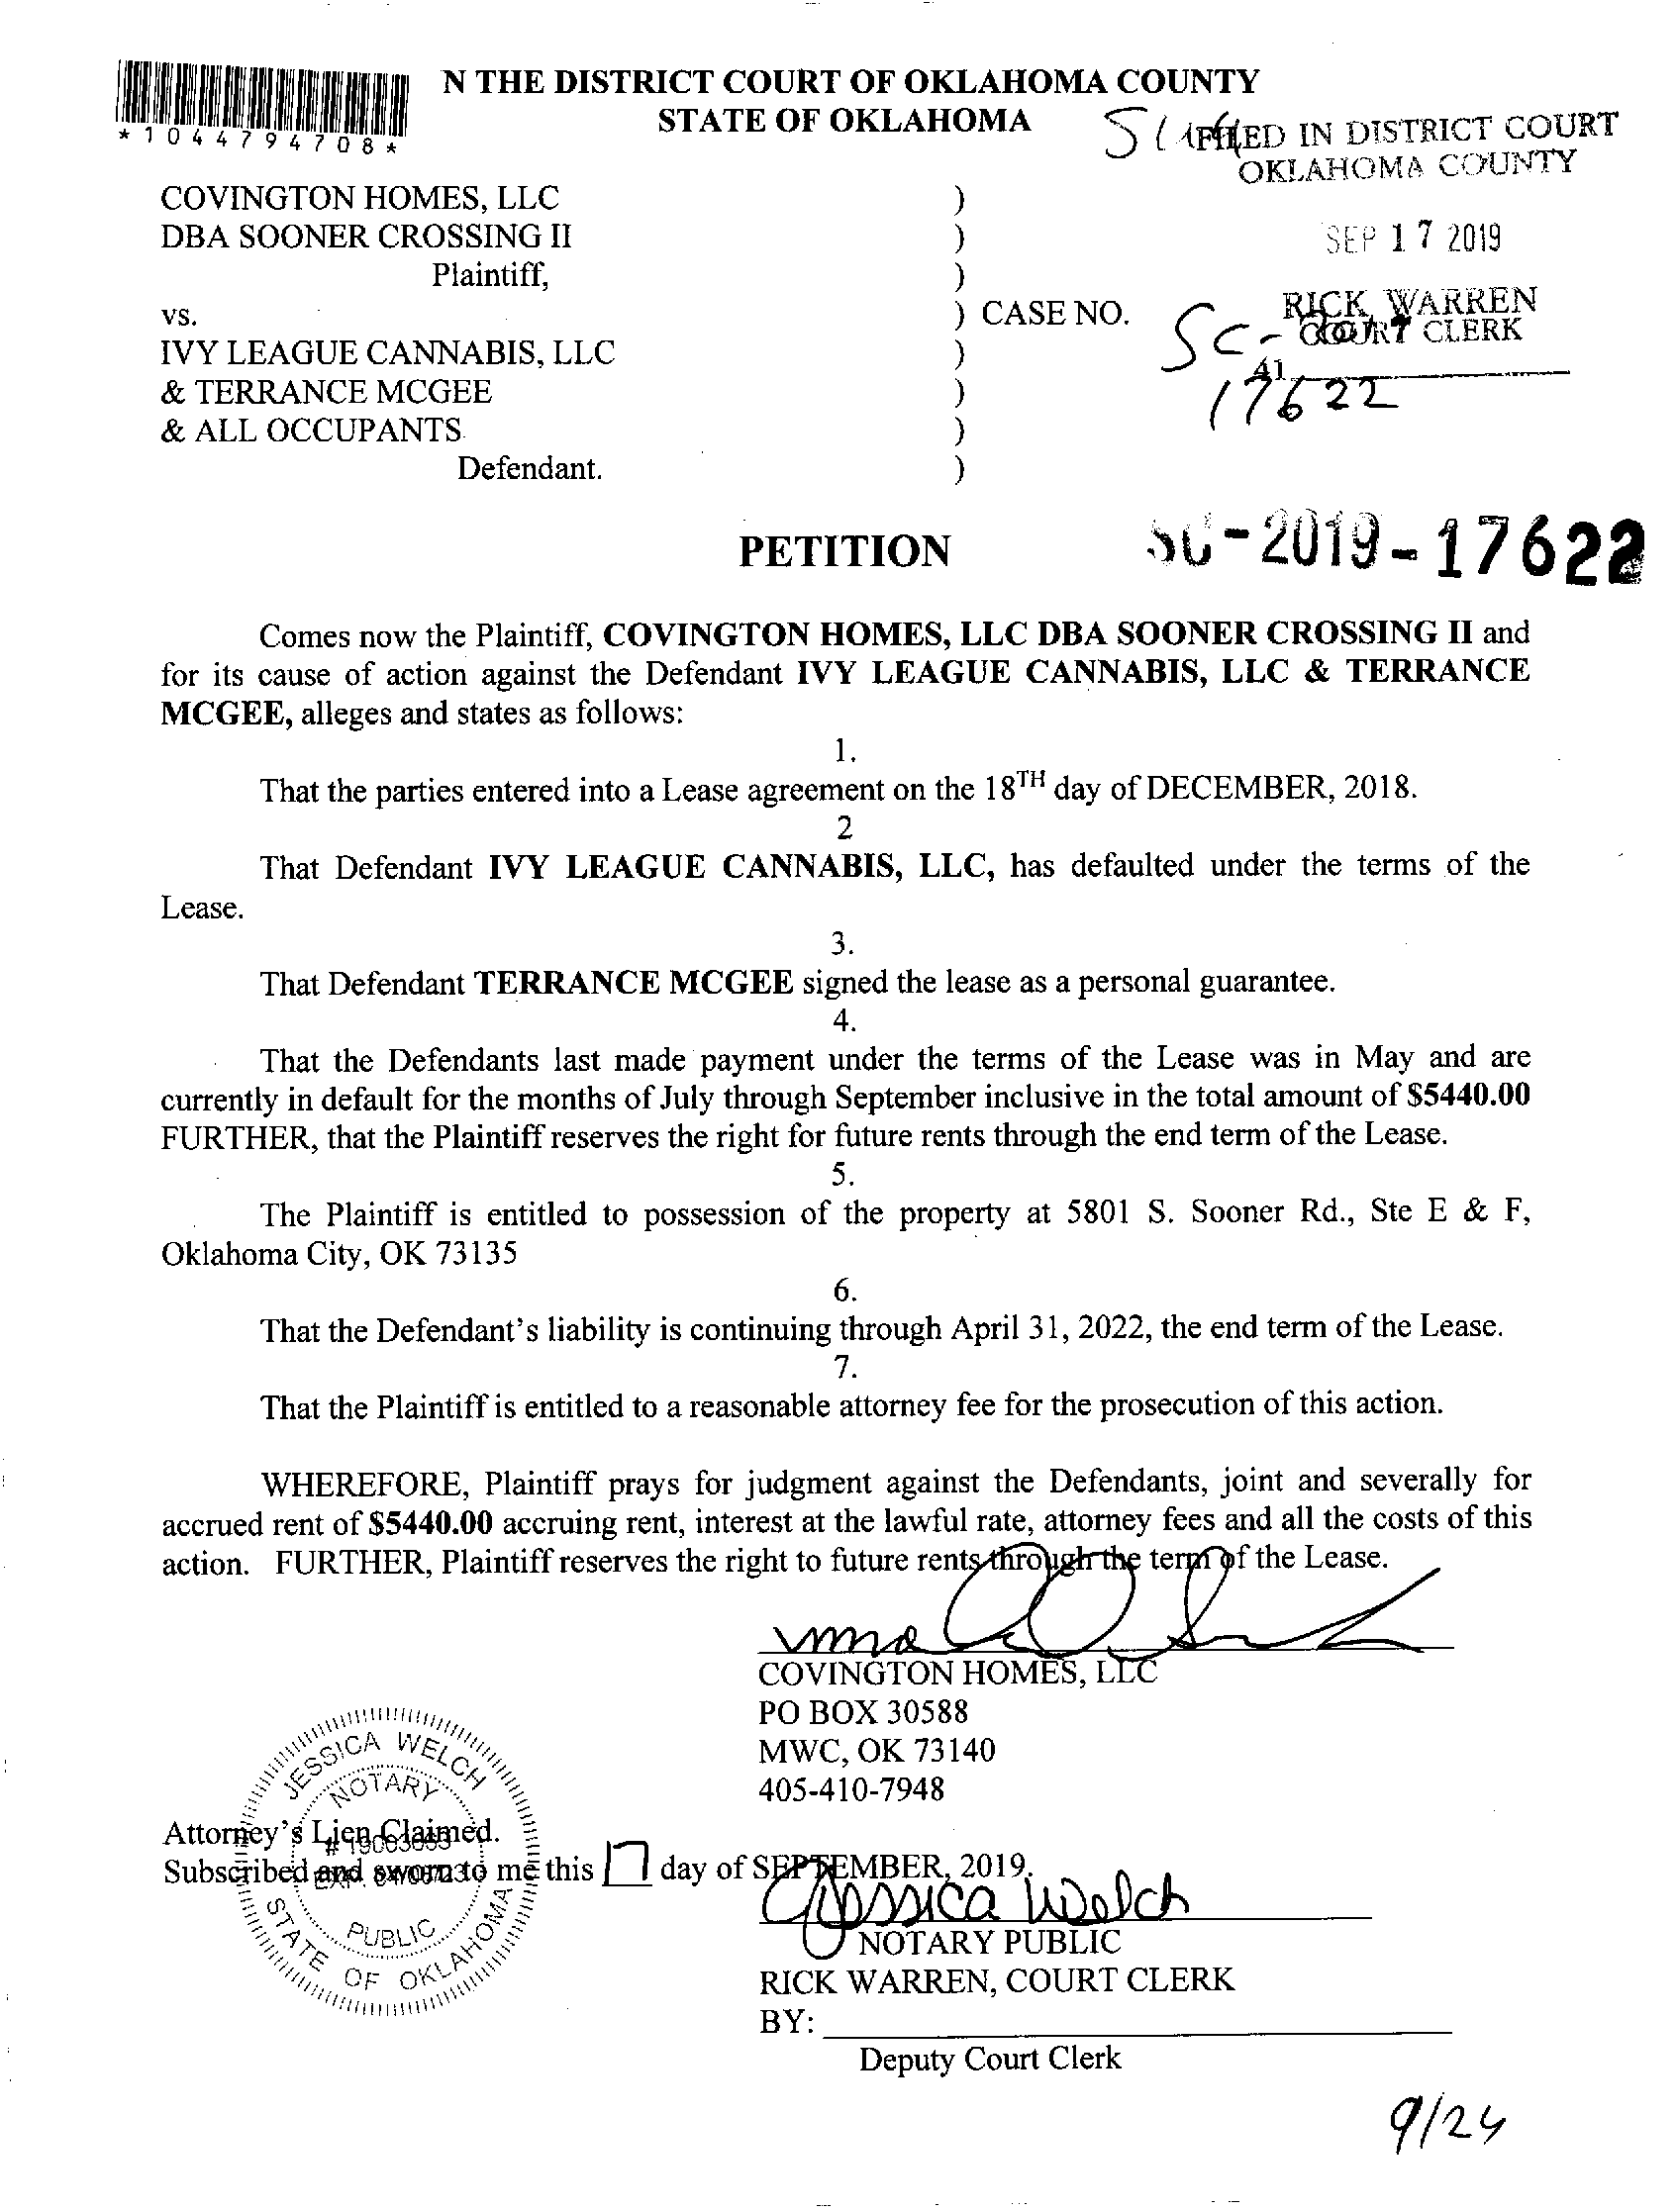 N THE DISTRICT COURT OF OKLAHOMA COUNTY
STATE OF OKLAHOMA
*1044794708*
FILED IN DISTRICT COURT
OKLAHOMA COUNTY
COVINGTON HOMES, LLC )
DBA SOONER CROSSING II )
SEP 17 2019
Plaintiff, )
vs. ) CASE NO.
RICK WARREN
COURT CLERK
SC-
41
17622
IVY LEAGUE CANNABIS, LLC )
& TERRANCE MCGEE )
& ALL OCCUPANTS )
Defendant. )
PETITION
SC-2019-17622
Comes now the Plaintiff, COVINGTON HOMES, LLC DBA SOONER CROSSING II and
for its cause of action against the Defendant IVY LEAGUE CANNABIS, LLC & TERRANCE
MCGEE, alleges and states as follows:
1.
That the parties entered into a Lease agreement on the 18TH day of DECEMBER, 2018.
2
That Defendant IVY LEAGUE CANNABIS, LLC, has defaulted under the terms of the
Lease.
3.
That Defendant TERRANCE MCGEE signed the lease as a personal guarantee.
4.
That the Defendants last made payment under the terms of the Lease was in May and are
currently in default for the months of July through September inclusive in the total amount of $5440.00
FURTHER, that the Plaintiff reserves the right for future rents through the end term of the Lease.
5.
The Plaintiff is entitled to possession of the property at 5801 S. Sooner Rd., Ste E & F,
Oklahoma City, OK 73135
6.
That the Defendant's liability is continuing through April 31, 2022, the end term of the Lease.
7.
That the Plaintiff is entitled to a reasonable attorney fee for the prosecution of this action.
WHEREFORE, Plaintiff prays for judgment against the Defendants, joint and severally for
accrued rent of $5440.00 accruing rent, interest at the lawful rate, attorney fees and all the costs of this
action. FURTHER, Plaintiff reserves the right to future rents through the term of the Lease.
COVINGTON HOMES, LLC
PO BOX 30588
MWC, OK 73140
405-410-7948
JESSICA WELCH
NOTARY
PUBLIC
STATE OF OKLAHOMA
Attorney's Lien Claimed.
Subscribed and sworn to me this 17 day of SEPTEMBER, 2019.
Jessica Welch
NOTARY PUBLIC
RICK WARREN, COURT CLERK
BY:
Deputy Court Clerk
9/24